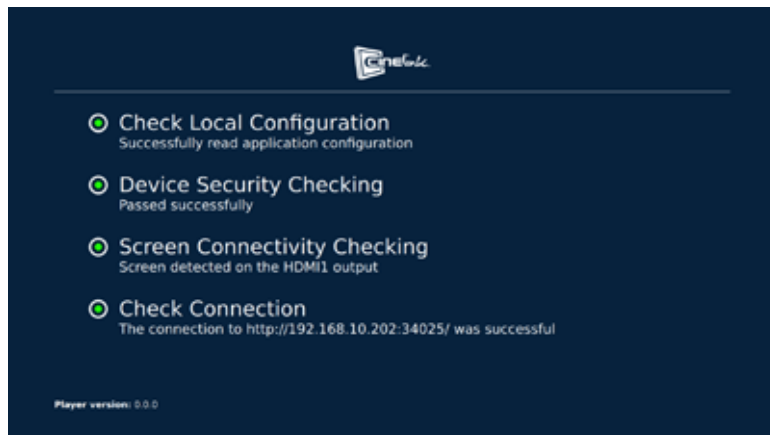 cinelinlc
Check Local Configuration
Successfully read application configuration
Device Security Checking
Passed successfully
Screen Connectivity Checking
Screen detected on the HDMI1 output
Check Connection
The connection to http://192.168.10.202:34025/ was successful
Player version: 0.0.0